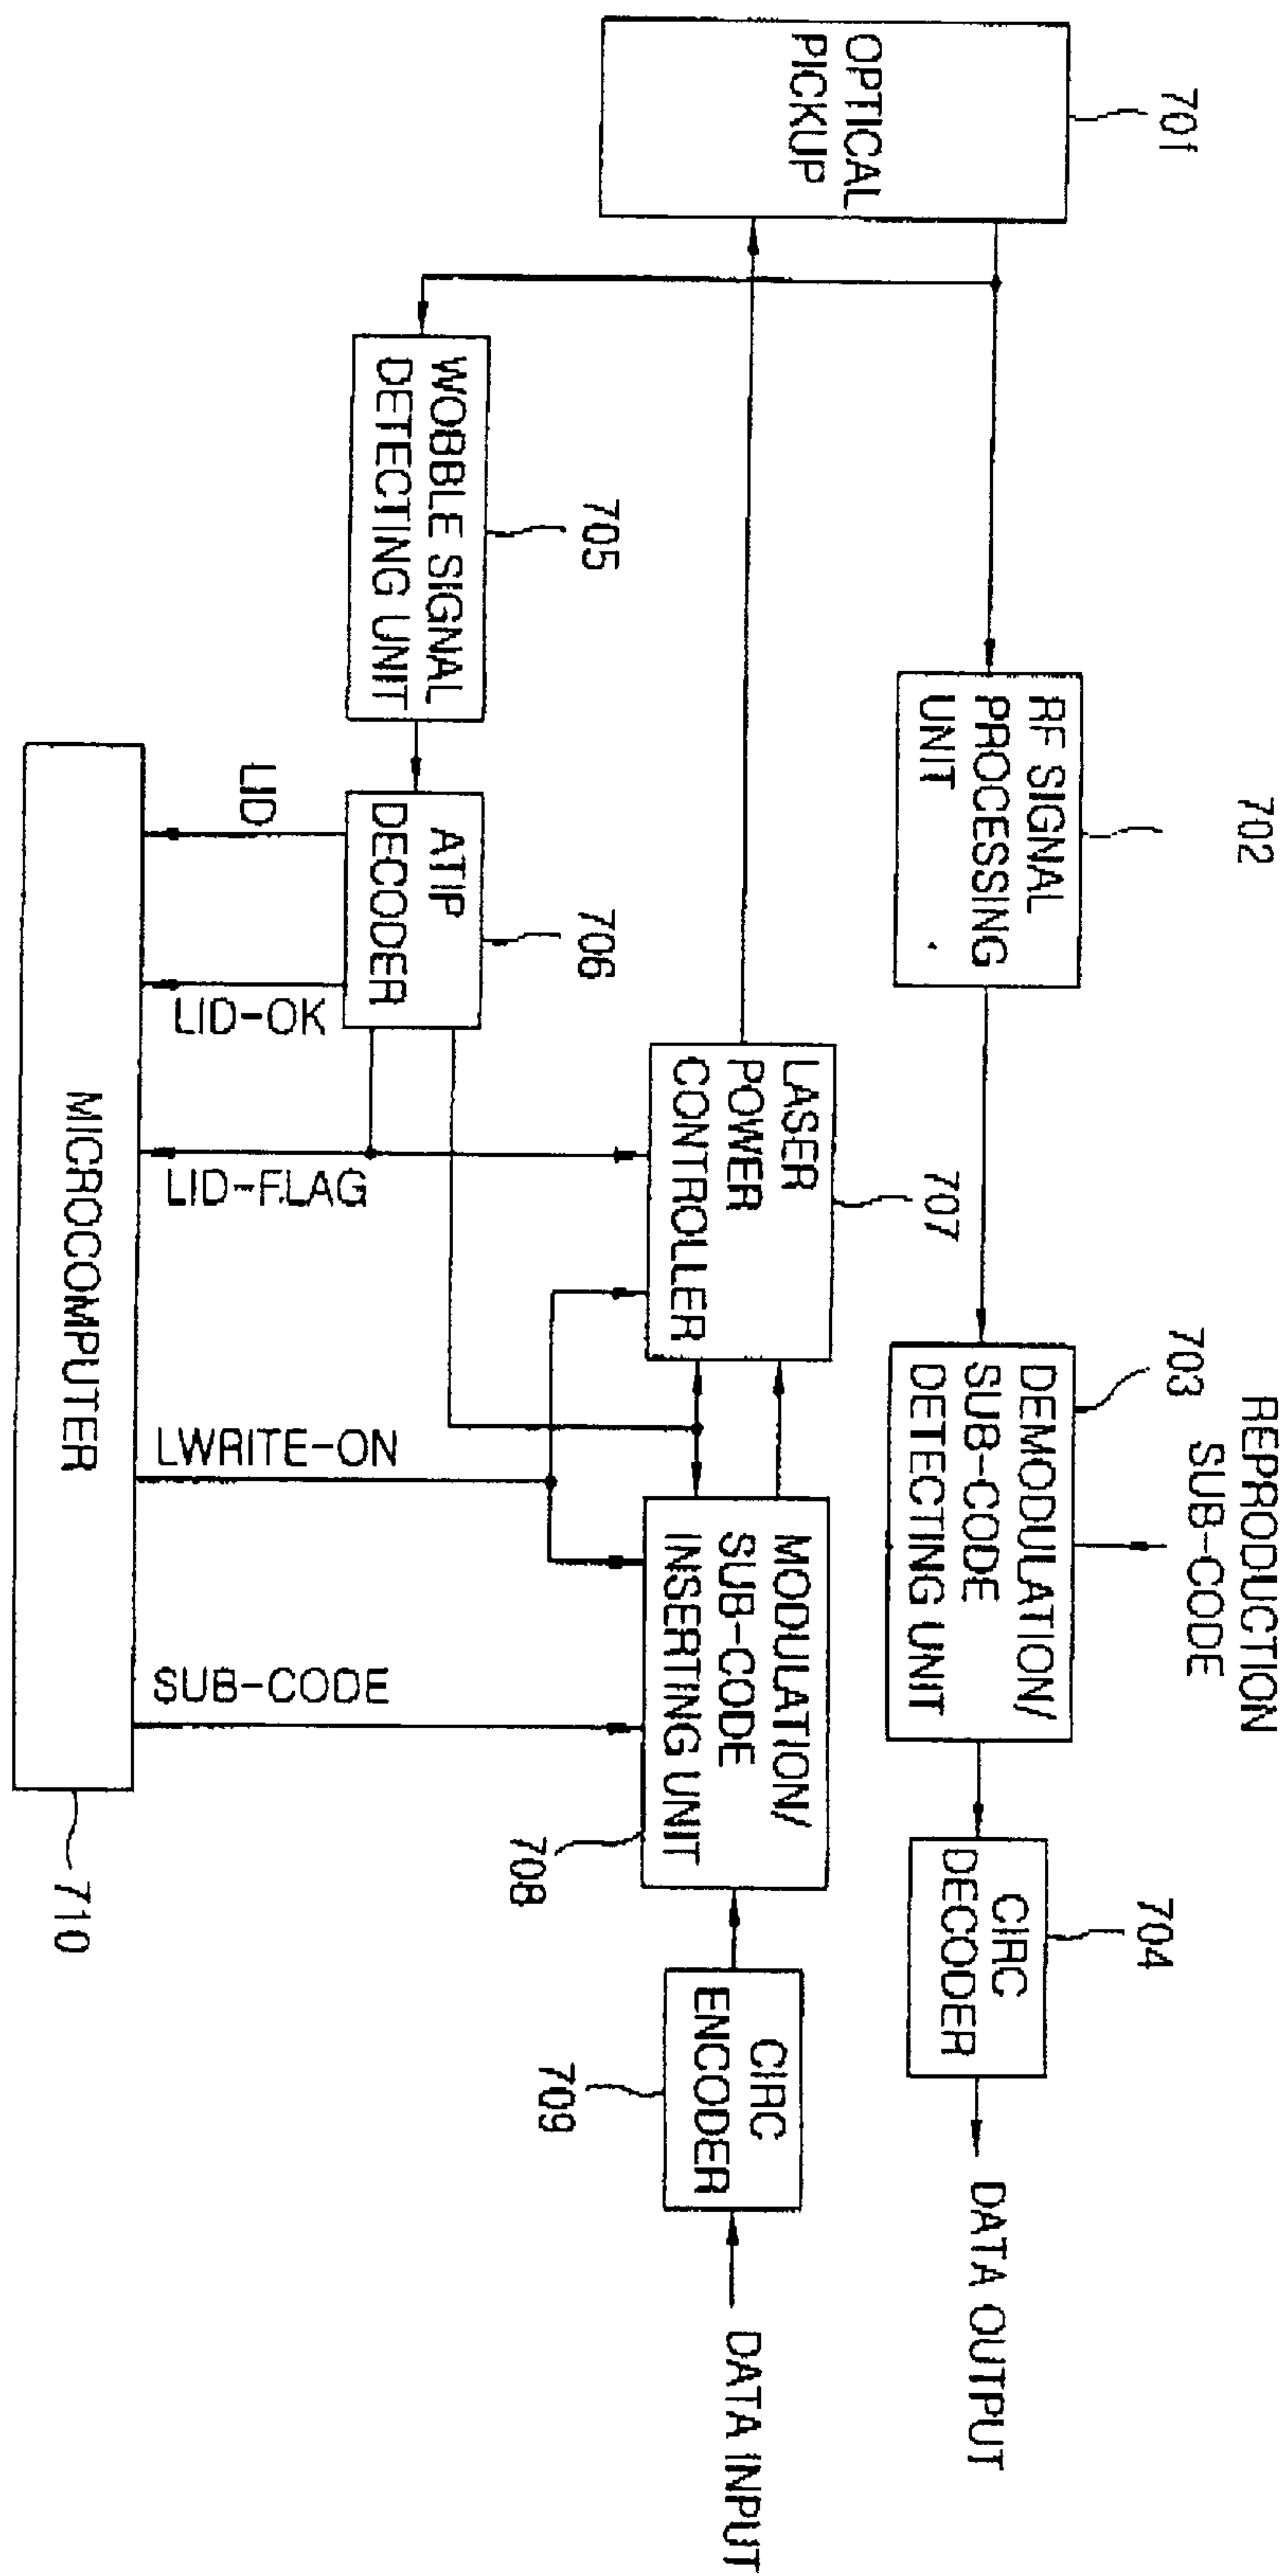 701
OPTICAL
PICKUP
702
RF SIGNAL
PROCESSING
UNIT
REPRODUCTION
SUB-CODE
703
DEMODULATION/
SUB-CODE
DETECTING UNIT
704
CIRC
DECODER
DATA OUTPUT
705
WOBBLE SIGNAL
DETECTING UNIT
706
ATIP
DECODER
707
LASER
POWER
CONTROLLER
MODULATION/
SUB-CODE
INSERTING UNIT
708
CIRC
ENCODER
709
DATA INPUT
LID
LID-OK
LID-FLAG
LWRITE-ON
SUB-CODE
MICROCOMPUTER
710